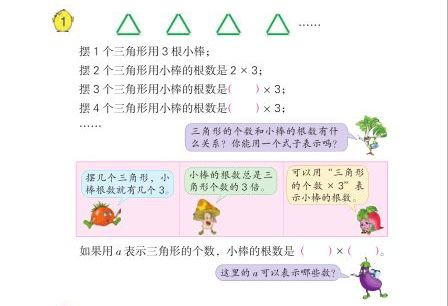 1
……
摆 1 个三角形用 3 根小棒；
摆 2 个三角形用小棒的根数是 2 × 3；
摆 3 个三角形用小棒的根数是（　）× 3；
摆 4 个三角形用小棒的根数是（　）× 3；
……
三角形的个数和小棒的根数有什
么关系？你能用一个式子表示吗？
摆几个三角形，小
棒根数就有几个 3。
小棒的根数总是三
角形个数的 3 倍。
可以用“三角形
的个数 × 3”表
示小棒的根数。
如果用 a 表示三角形的个数，小棒的根数是（　）×（　）。
这里的 a 可以表示哪些数？